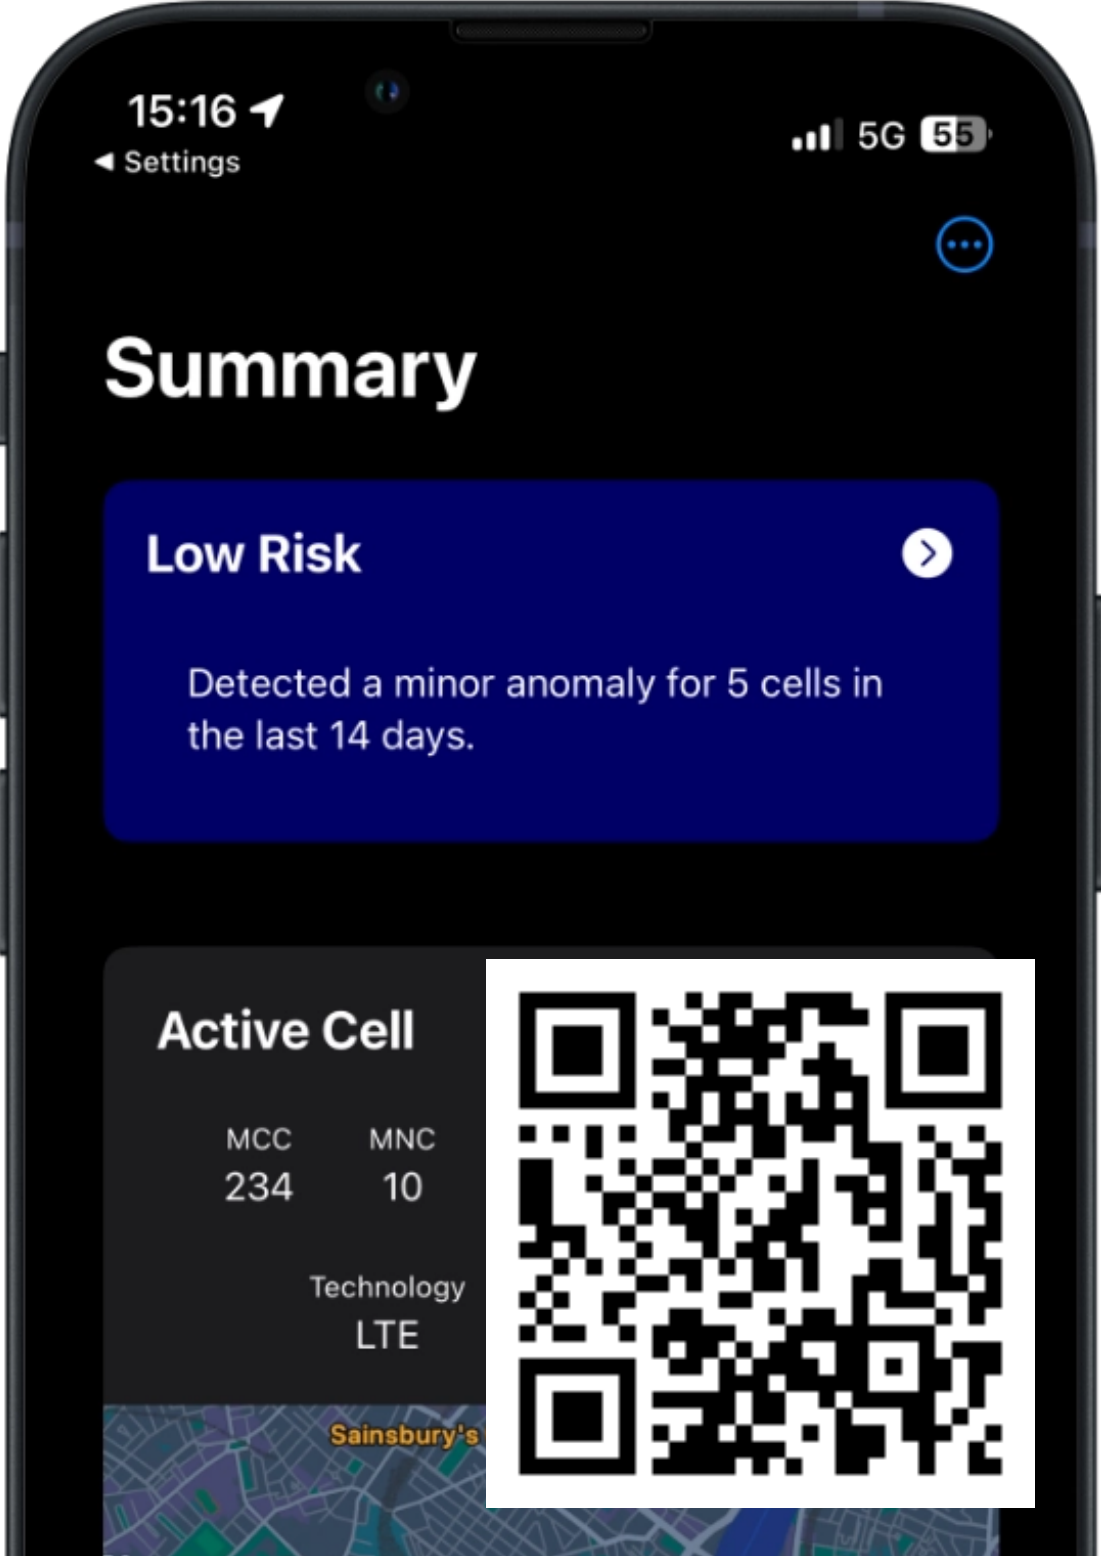 15:16
5G 55
◀ Settings
Summary
Low Risk
Detected a minor anomaly for 5 cells in
the last 14 days.
Active Cell
MCC MNC
234 10
Technology
LTE
Sainsbury's